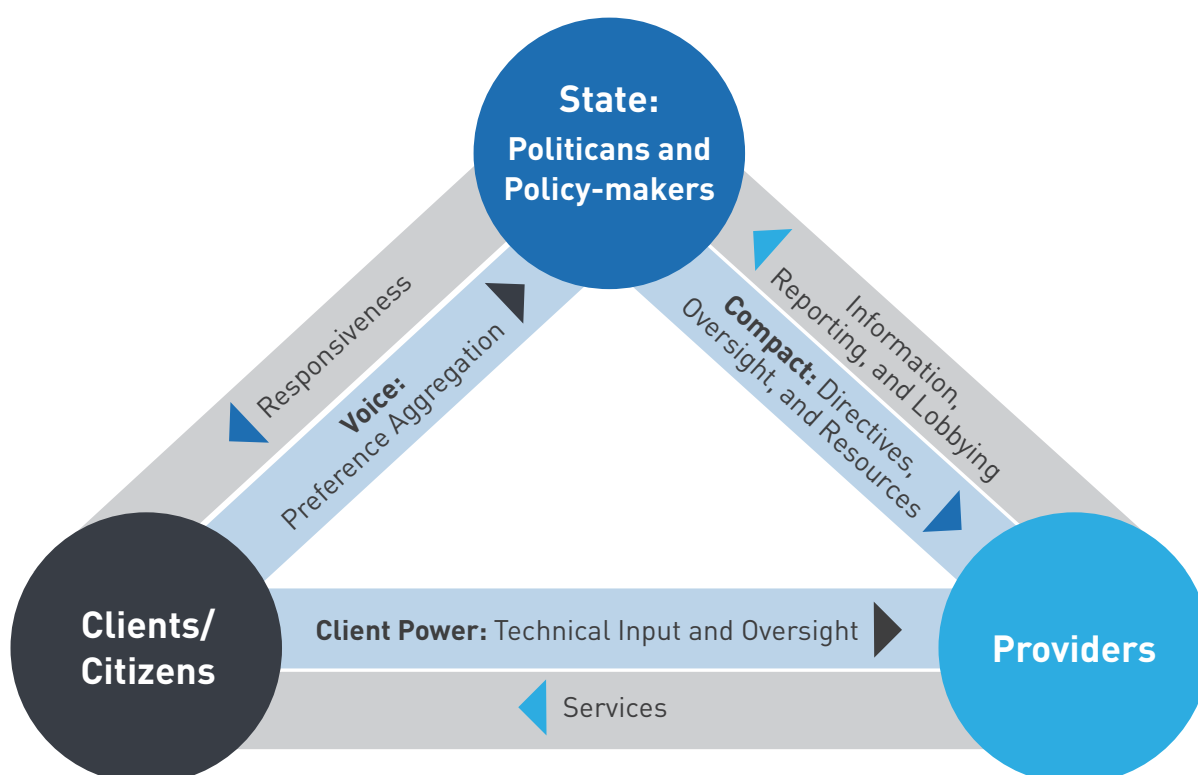 State:
Politicans and
Policy-makers
Responsiveness
Voice:
Preference Aggregation
Compact: Directives,
Oversight, and Resources
Information,
Reporting, and Lobbying
Clients/
Citizens
Client Power: Technical Input and Oversight
Providers
Services